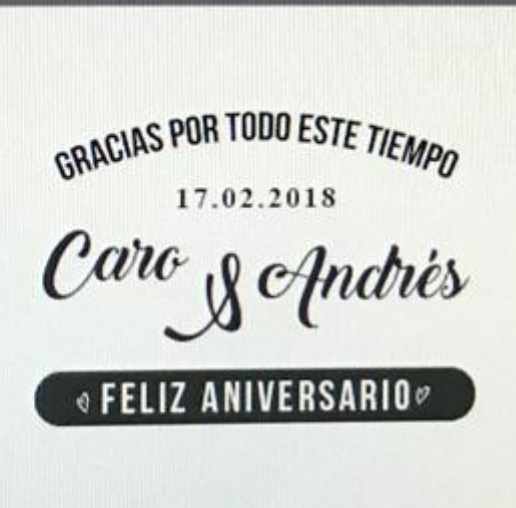 GRACIAS POR TODO ESTE TIEMPO
17.02.2018
Caro & Andrés
FELIZ ANIVERSARIO